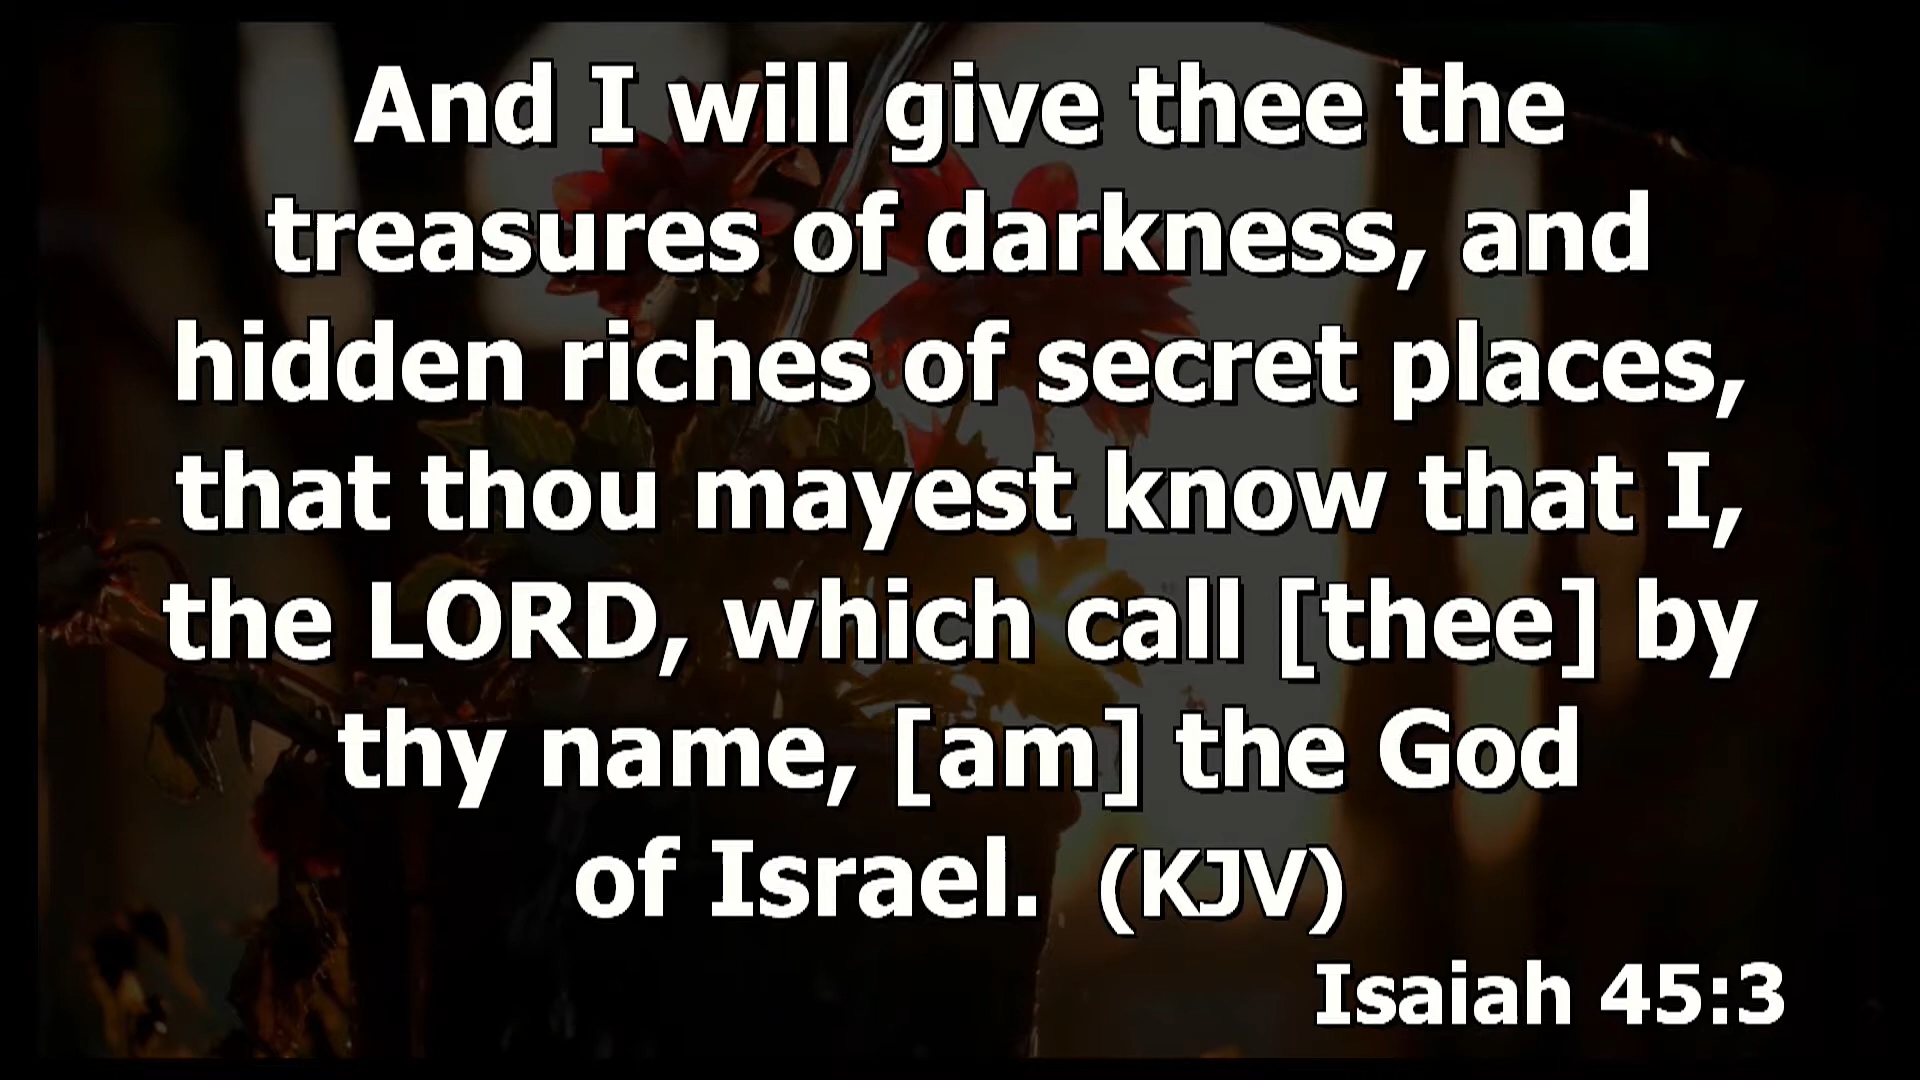 And I will give thee the
treasures of darkness, and
hidden riches of secret places,
that thou mayest know that I,
the LORD, which call [thee] by
thy name, [am] the God
of Israel. (KJV)
Isaiah 45:3